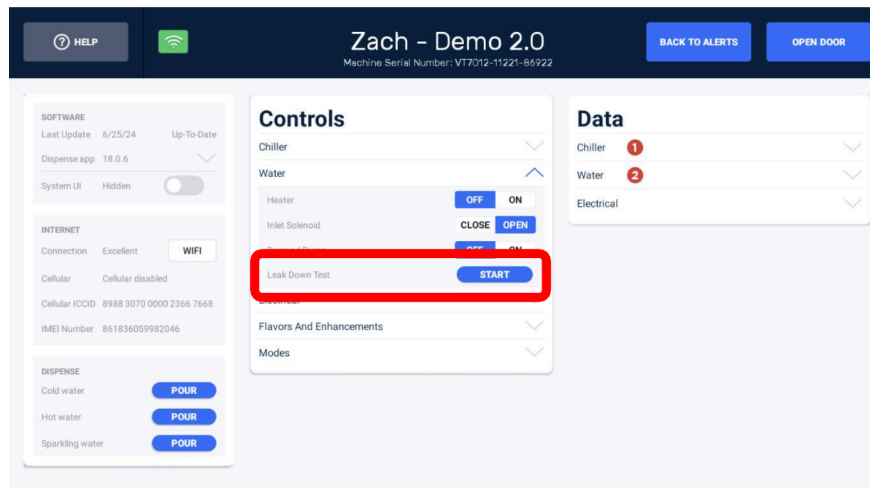 HELP
Zach - Demo 2.0
Machine Serial Number: VT7012-11221-86922
BACK TO ALERTS
OPEN DOOR
SOFTWARE
Last Update 6/25/24 Up-To-Date
Dispense app 18.0.6
System UI Hidden
INTERNET
Connection Excellent WIFI
Cellular Cellular disabled
Cellular ICCID 8988 3070 0000 2366 7668
IMEI Number 861836059982046
DISPENSE
Cold water POUR
Hot water POUR
Sparkling water POUR
Controls
Chiller
Water
Heater OFF ON
Inlet Solenoid CLOSE OPEN
OFF ON
Leak Down Test START
Electrical
Flavors And Enhancements
Modes
Data
Chiller 1
Water 2
Electrical